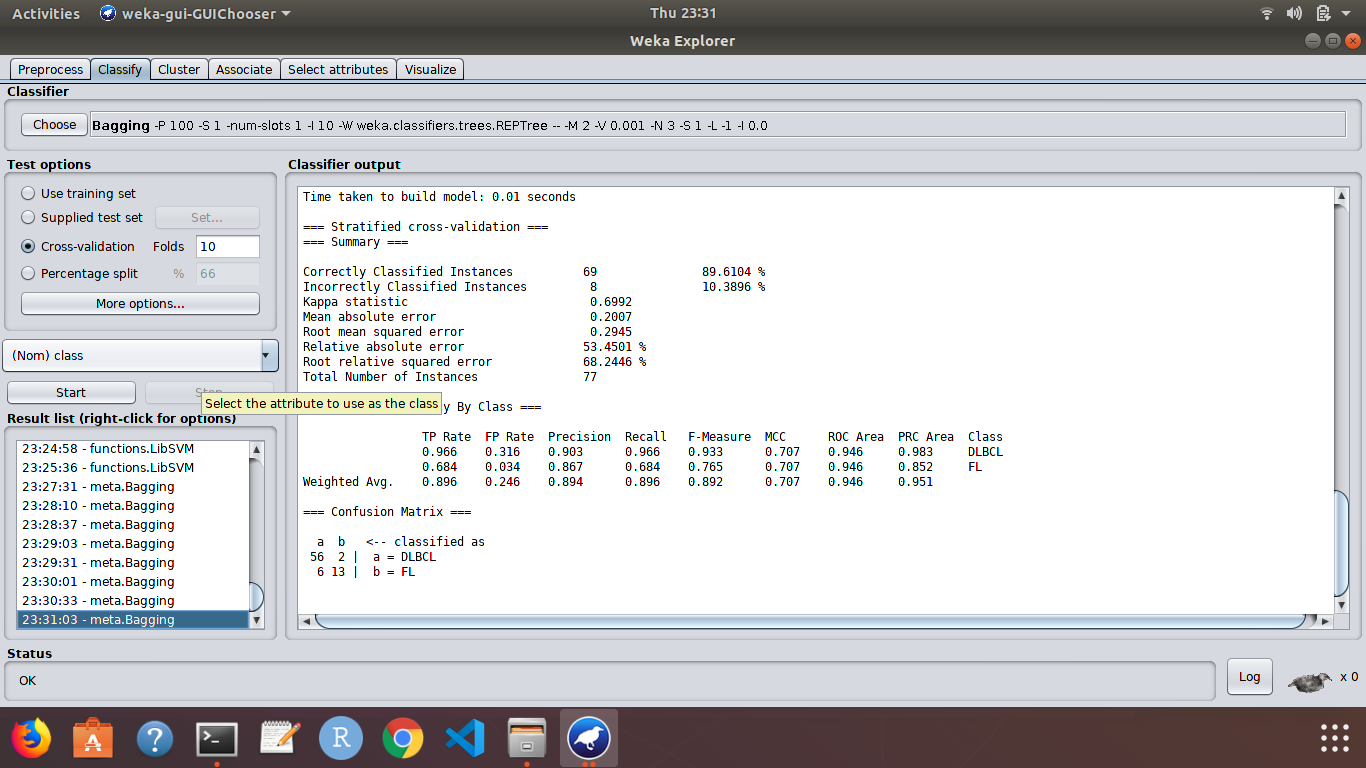 Activities weka-gui-GUIChooser Thu 23:31
Weka Explorer
Preprocess Classify Cluster Associate Select attributes Visualize
Classifier
Choose Bagging -P 100 -S 1 -num-slots 1 -I 10 -W weka.classifiers.trees.REPTree -- -M 2 -V 0.001 -N 3 -S 1 -L -1 -I 0.0
Test options
Use training set
Supplied test set Set...
Cross-validation Folds 10
Percentage split % 66
More options...
(Nom) class
Start
Select the attribute to use as the class
Result list (right-click for options)
23:24:58 - functions.LibSVM
23:25:36 - functions.LibSVM
23:27:31 - meta.Bagging
23:28:10 - meta.Bagging
23:28:37 - meta.Bagging
23:29:03 - meta.Bagging
23:29:31 - meta.Bagging
23:30:01 - meta.Bagging
23:30:33 - meta.Bagging
23:31:03 - meta.Bagging
Classifier output
Time taken to build model: 0.01 seconds
=== Stratified cross-validation ===
=== Summary ===
Correctly Classified Instances 69 89.6104 %
Incorrectly Classified Instances 8 10.3896 %
Kappa statistic 0.6992
Mean absolute error 0.2007
Root mean squared error 0.2945
Relative absolute error 53.4501 %
Root relative squared error 68.2446 %
Total Number of Instances 77
y By Class ===
TP Rate FP Rate Precision Recall F-Measure MCC ROC Area PRC Area Class
0.966 0.316 0.903 0.966 0.933 0.707 0.946 0.983 DLBCL
0.684 0.034 0.867 0.684 0.765 0.707 0.946 0.852 FL
Weighted Avg. 0.896 0.246 0.894 0.896 0.892 0.707 0.946 0.951
=== Confusion Matrix ===
a b <-- classified as
56 2 | a = DLBCL
6 13 | b = FL
Status
OK
Log
x 0